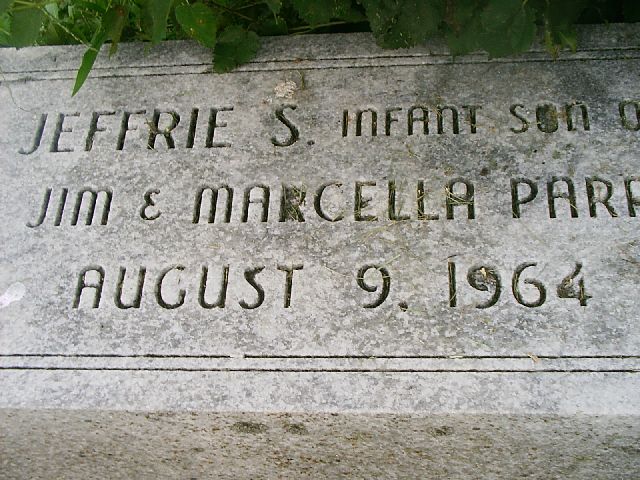 JEFFRIE S. INFANT SON
JIM & MARCELLA
AUGUST 9. 1964